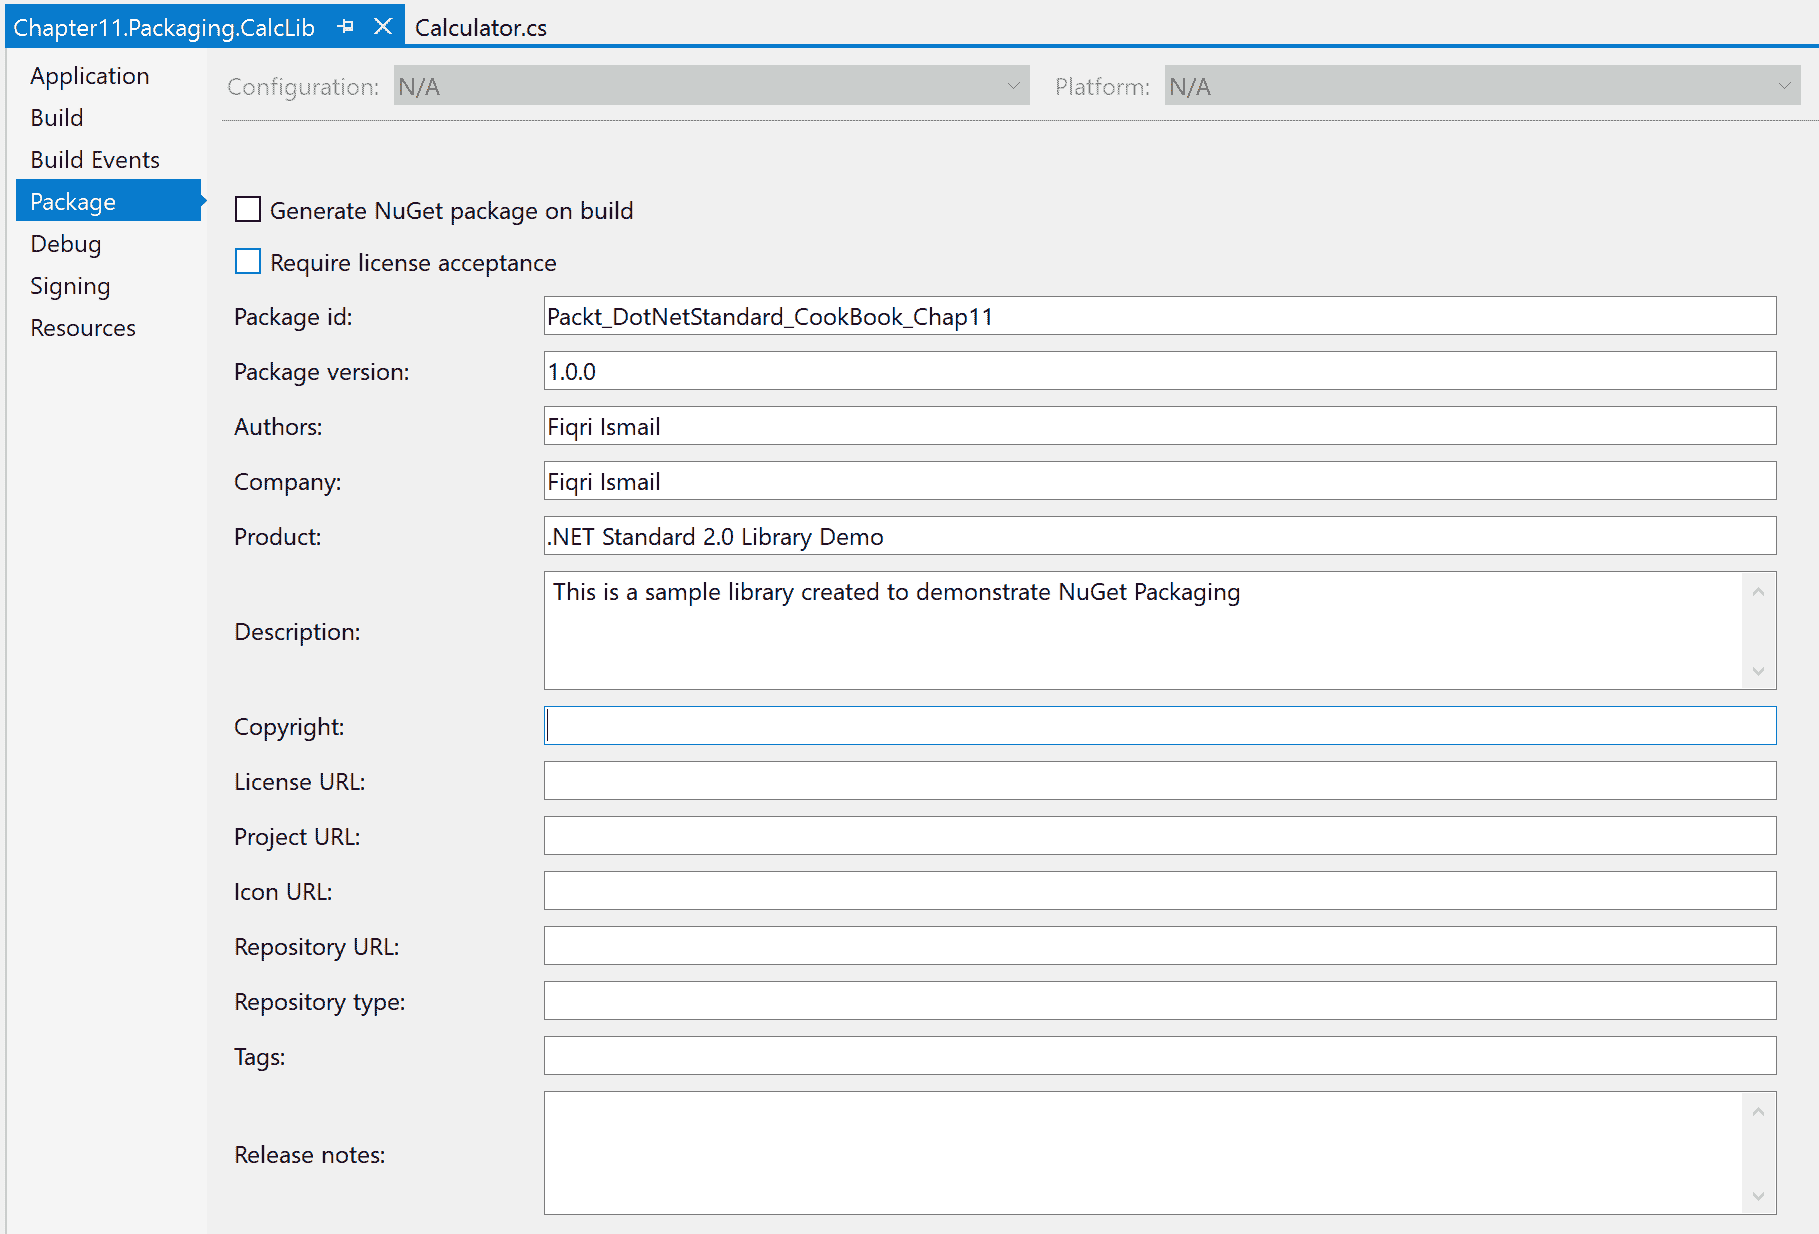 Chapter11.Packaging.CalcLib Calculator.cs
Application
Build
Build Events
Package
Debug
Signing
Resources
Configuration: N/A Platform: N/A
Generate NuGet package on build
Require license acceptance
Package id: Packt_DotNetStandard_CookBook_Chap11
Package version: 1.0.0
Authors: Fiqri Ismail
Company: Fiqri Ismail
Product: .NET Standard 2.0 Library Demo
Description: This is a sample library created to demonstrate NuGet Packaging
Copyright:
License URL:
Project URL:
Icon URL:
Repository URL:
Repository type:
Tags:
Release notes: